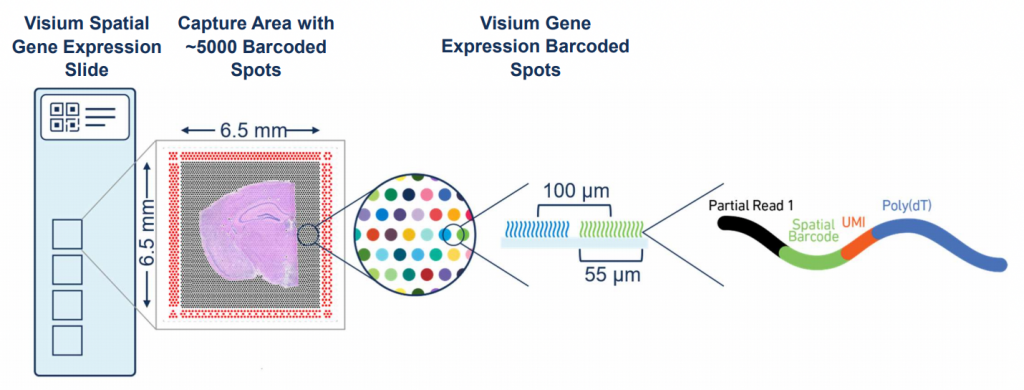 Visium Spatial
Gene Expression
Slide
Capture Area with
~5000 Barcoded
Spots
Visium Gene
Expression Barcoded
Spots
6.5 mm
6.5 mm
100 µm
55 µm
Partial Read 1
Spatial
Barcode
UMI
Poly(dT)